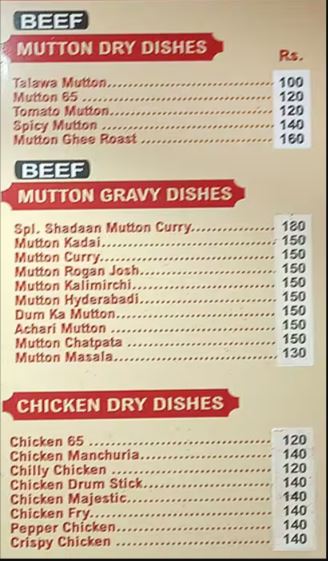 BEEF
MUTTON DRY DISHES
Rs.
Talawa Mutton........................ 100
Mutton 65 ............................. 120
Tomato Mutton........................ 120
Spicy Mutton .......................... 140
Mutton Ghee Roast .................. 160
BEEF
MUTTON GRAVY DISHES
Spl. Shadaan Mutton Curry......... 180
Mutton Kadai.......................... 150
Mutton Curry.......................... 150
Mutton Rogan Josh................... 150
Mutton Kalimirchi..................... 150
Mutton Hyderabadi................... 150
Dum Ka Mutton........................ 150
Achari Mutton ......................... 150
Mutton Chatpata ..................... 150
Mutton Masala......................... 130
CHICKEN DRY DISHES
Chicken 65 ............................ 120
Chicken Manchuria.................... 140
Chilly Chicken ......................... 120
Chicken Drum Stick................... 140
Chicken Majestic...................... 140
Chicken Fry............................ 140
Pepper Chicken........................ 140
Crispy Chicken ........................ 140